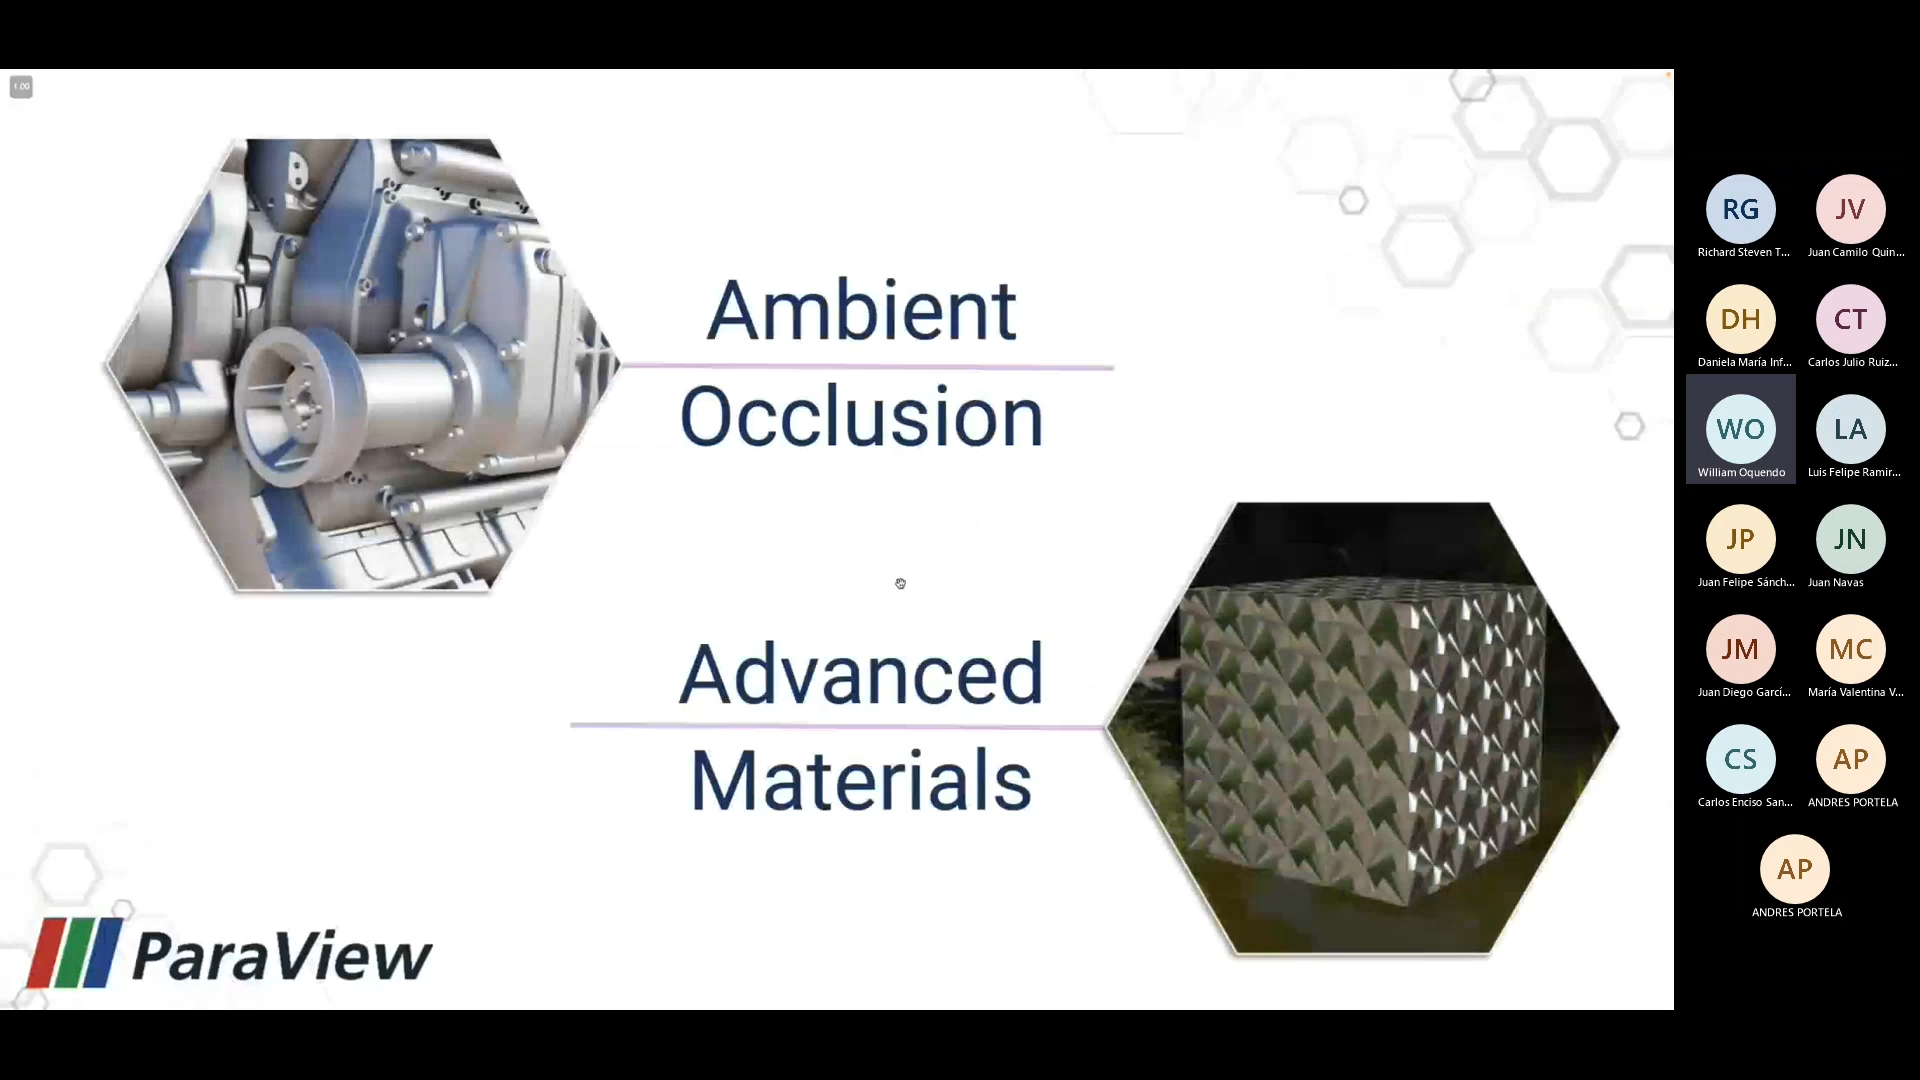 1.00
Ambient
Occlusion
Advanced
Materials
ParaView
RG
JV
Richard Steven T...
Juan Camilo Quin...
DH
CT
Daniela María Inf...
Carlos Julio Ruiz...
WO
LA
William Oquendo
Luis Felipe Ramir...
JP
JN
Juan Felipe Sánch...
Juan Navas
JM
MC
Juan Diego Garcí...
María Valentina V...
CS
AP
Carlos Enciso San...
ANDRES PORTELA
AP
ANDRES PORTELA